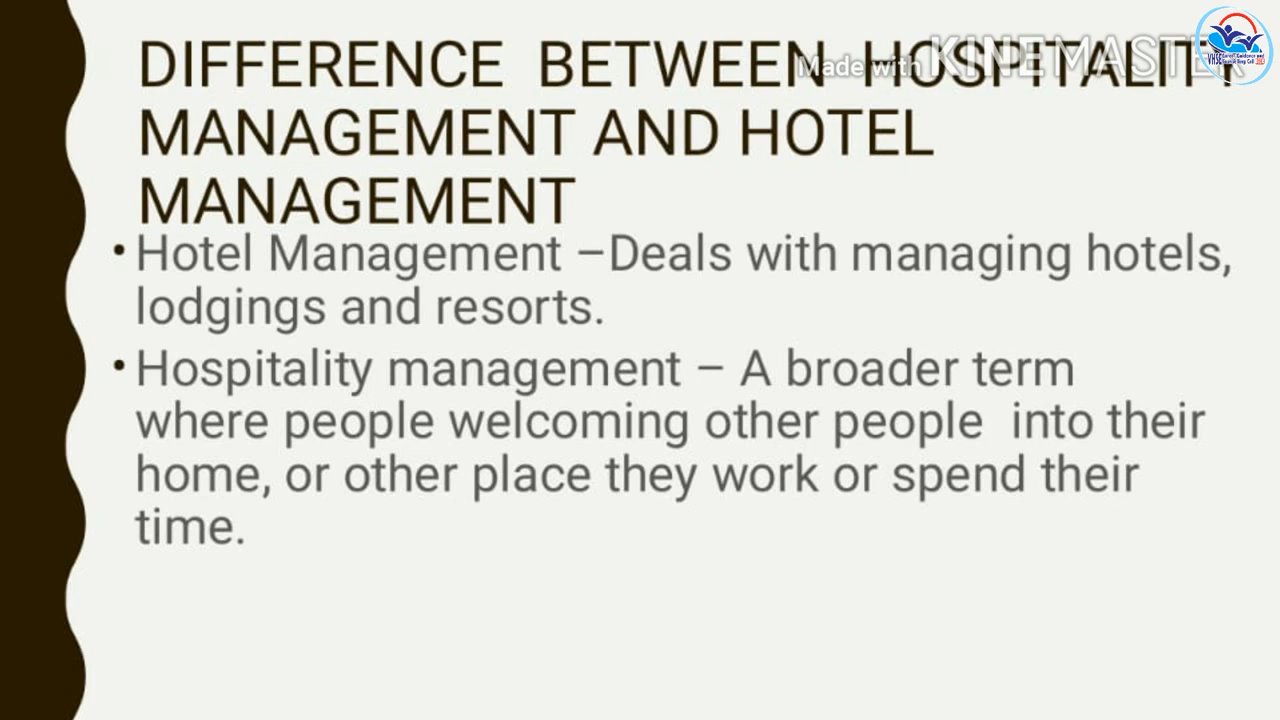 DIFFERENCE BETWEEN HOSPITALITY
MANAGEMENT AND HOTEL
MANAGEMENT
Made with KINEMASTER
• Hotel Management –Deals with managing hotels,
lodgings and resorts.
• Hospitality management – A broader term
where people welcoming other people into their
home, or other place they work or spend their
time.